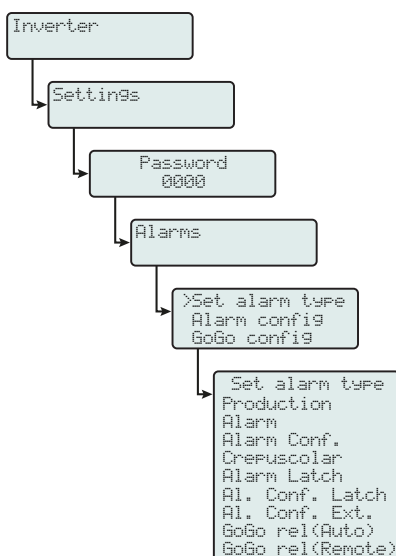 Inverter
Settings
Password
0000
Alarms
>Set alarm type
Alarm config
GoGo config
Set alarm type
Production
Alarm
Alarm Conf.
Crepuscolar
Alarm Latch
Al. Conf. Latch
Al. Conf. Ext.
GoGo rel(Auto)
GoGo rel(Remote)